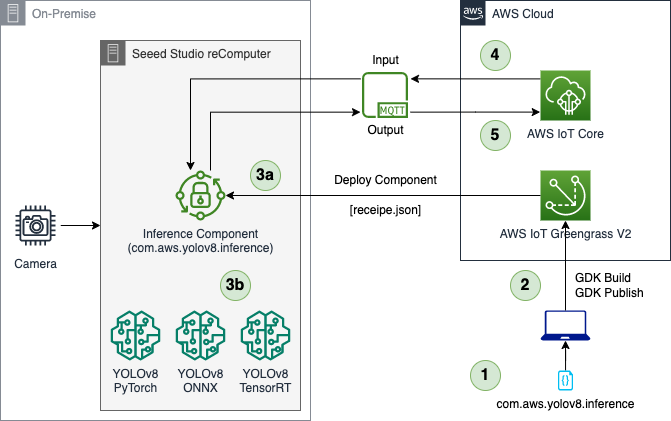 On-Premise
Seeed Studio reComputer
aws
AWS Cloud
Input
MQTT
Output
4
5
AWS IoT Core
3a
Deploy Component
[receipe.json]
Inference Component
(com.aws.yolov8.inference)
AWS IoT Greengrass V2
Camera
3b
2
GDK Build
GDK Publish
YOLOv8
PyTorch
YOLOv8
ONNX
YOLOv8
TensorRT
1
{}
com.aws.yolov8.inference